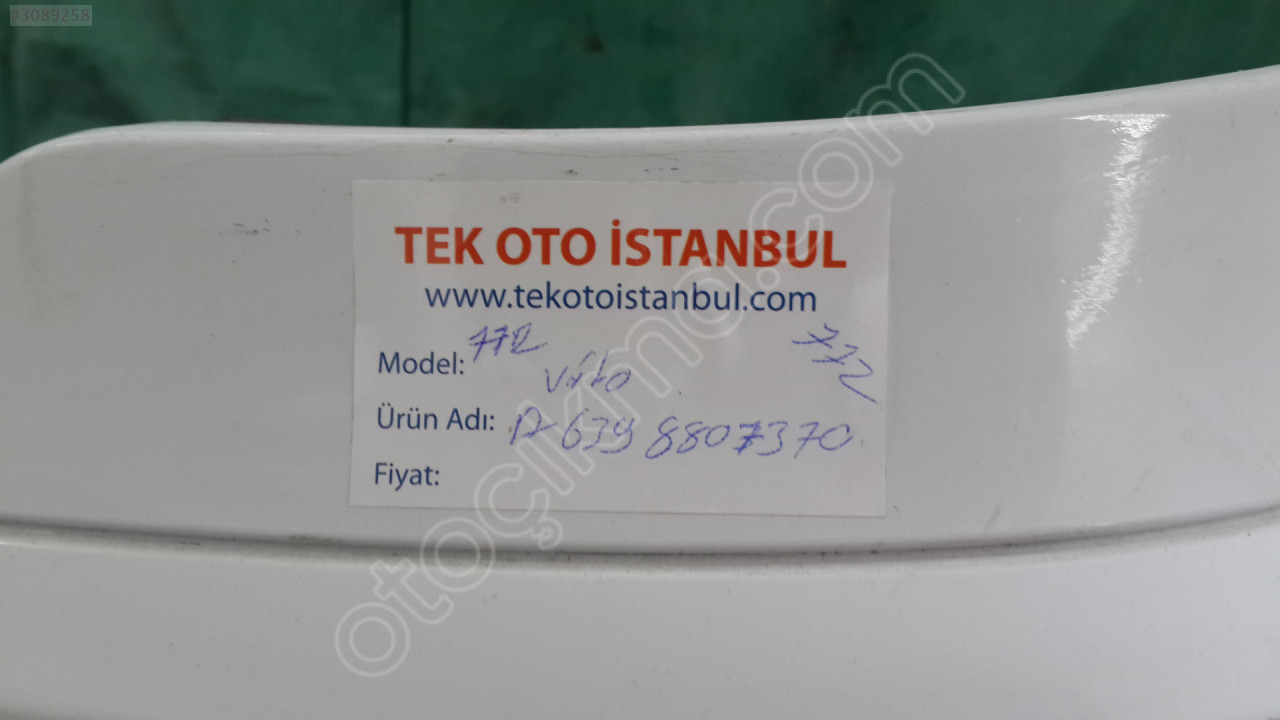 #3089258
TEK OTO İSTANBUL
www.tekotoistanbul.com
Model: 772
772
Vito
Ürün Adı: A 639 8807370
Fiyat:
otoçıkma.com